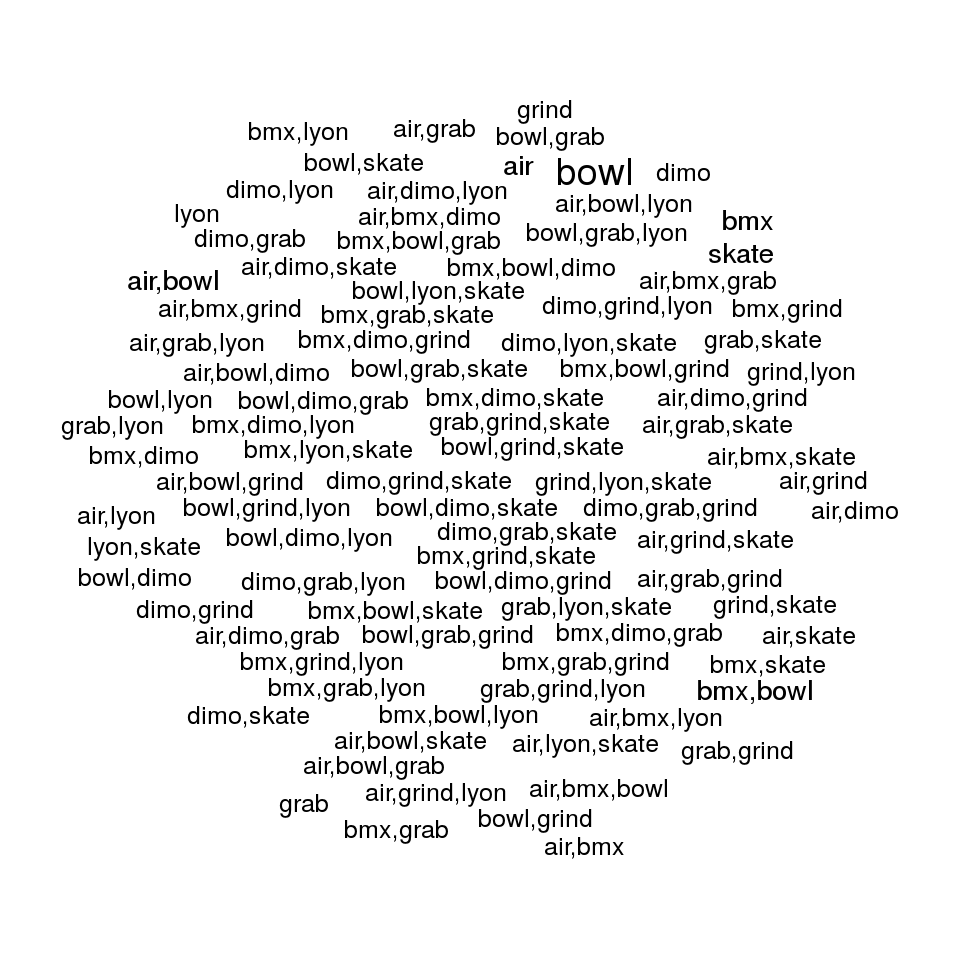 grind
bmx,lyon air,grab bowl,grab
bowl,skate air bowl dimo
dimo,lyon air,dimo,lyon air,bowl,lyon
lyon air,bmx,dimo bmx
dimo,grab bmx,bowl,grab bowl,grab,lyon
skate
air,dimo,skate bmx,bowl,dimo
air,bowl bowl,lyon,skate air,bmx,grab
air,bmx,grind bmx,grab,skate dimo,grind,lyon bmx,grind
air,grab,lyon bmx,dimo,grind dimo,lyon,skate grab,skate
air,bowl,dimo bowl,grab,skate bmx,bowl,grind grind,lyon
bowl,lyon bowl,dimo,grab bmx,dimo,skate air,dimo,grind
grab,lyon bmx,dimo,lyon grab,grind,skate air,grab,skate
bmx,dimo bmx,lyon,skate bowl,grind,skate air,bmx,skate
air,bowl,grind dimo,grind,skate grind,lyon,skate air,grind
air,lyon bowl,grind,lyon bowl,dimo,skate dimo,grab,grind air,dimo
lyon,skate bowl,dimo,lyon dimo,grab,skate air,grind,skate
bmx,grind,skate
bowl,dimo dimo,grab,lyon bowl,dimo,grind air,grab,grind
dimo,grind bmx,bowl,skate grab,lyon,skate grind,skate
air,dimo,grab bowl,grab,grind bmx,dimo,grab air,skate
bmx,grind,lyon bmx,grab,grind bmx,skate
bmx,grab,lyon grab,grind,lyon bmx,bowl
dimo,skate bmx,bowl,lyon air,bmx,lyon
air,bowl,skate air,lyon,skate grab,grind
air,bowl,grab
grab air,grind,lyon air,bmx,bowl
bmx,grab bowl,grind
air,bmx